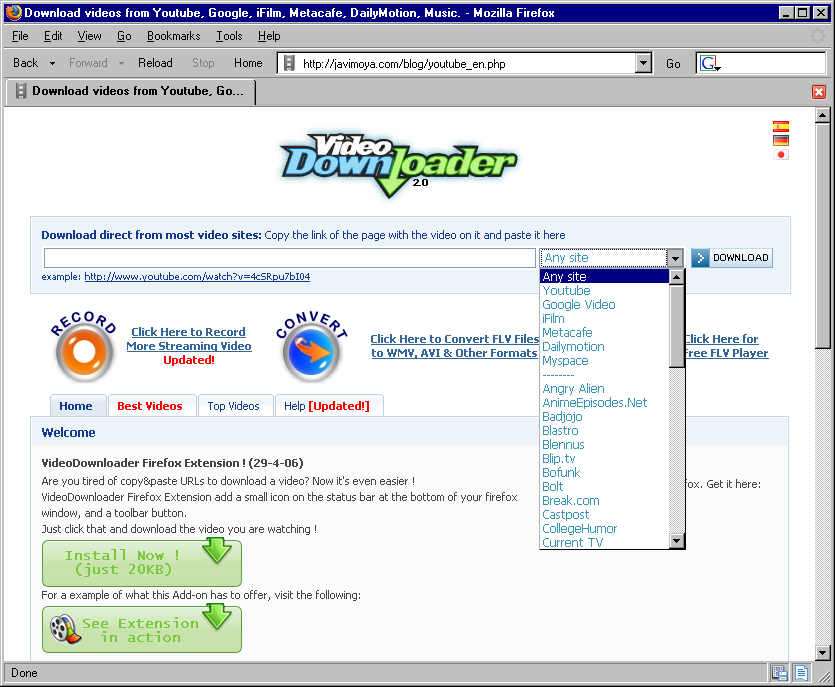 Download videos from Youtube, Google, iFilm, Metacafe, DailyMotion, Music. - Mozilla Firefox
File Edit View Go Bookmarks Tools Help
Back Forward Reload Stop Home http://javimoya.com/blog/youtube_en.php Go G
Download videos from Youtube, Go...
Video
Downloader
2.0
Download direct from most video sites: Copy the link of the page with the video on it and paste it here
Any site DOWNLOAD
example: http://www.youtube.com/watch?v=4cSRpu7bI04
Any site
Youtube
Google Video
iFilm
Metacafe
Dailymotion
Myspace
--------
Angry Alien
AnimeEpisodes.Net
Badjojo
Blastro
Blennus
Blip.tv
Bofunk
Bolt
Break.com
Castpost
CollegeHumor
Current TV
RECORD
Click Here to Record
More Streaming Video
Updated!
CONVERT
Click Here to Convert FLV Files
to WMV, AVI & Other Formats
Click Here for
Free FLV Player
Home Best Videos Top Videos Help [Updated!]
Welcome
VideoDownloader Firefox Extension ! (29-4-06)
Are you tired of copy&paste URLs to download a video? Now it's even easier !
VideoDownloader Firefox Extension add a small icon on the status bar at the bottom of your firefox
window, and a toolbar button.
Just click that and download the video you are watching !
fox. Get it here:
Install Now !
(just 20KB)
For a example of what this Add-on has to offer, visit the following:
See Extension
in action
Done